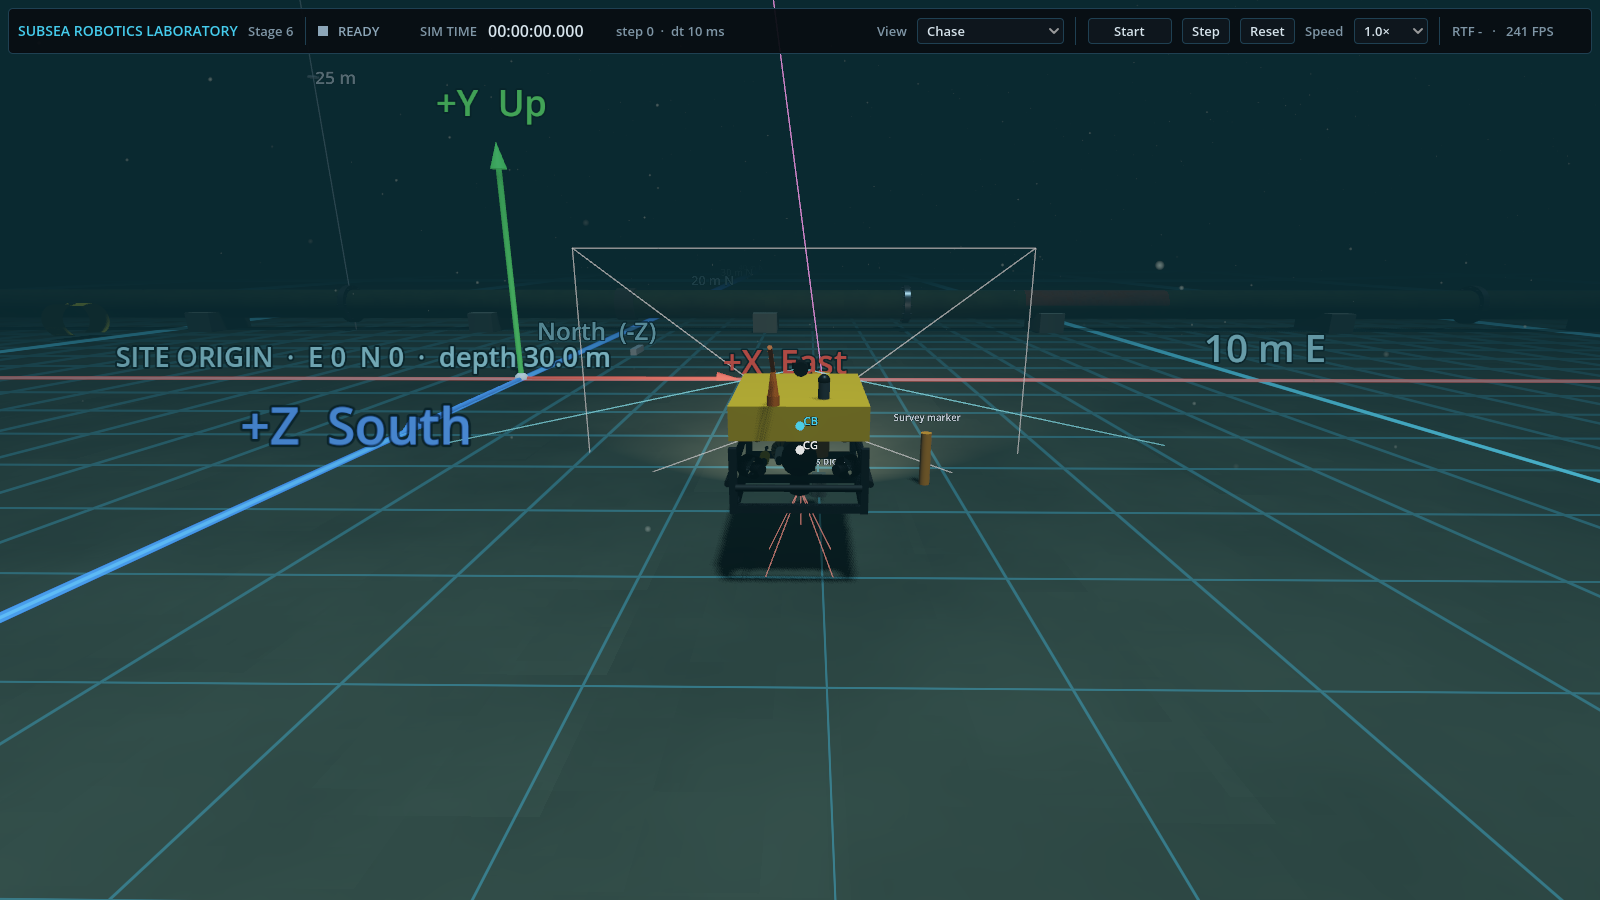 SUBSEA ROBOTICS LABORATORY Stage 6 READY SIM TIME 00:00:00.000 step 0 · dt 10 ms View Chase Start Step Reset Speed 1.0× RTF - · 241 FPS
25 m
+Y Up
20 m N
North (-Z)
SITE ORIGIN · E 0 N 0 · depth 30.0 m
+X East
10 m E
+Z South
Survey marker
CB
CG